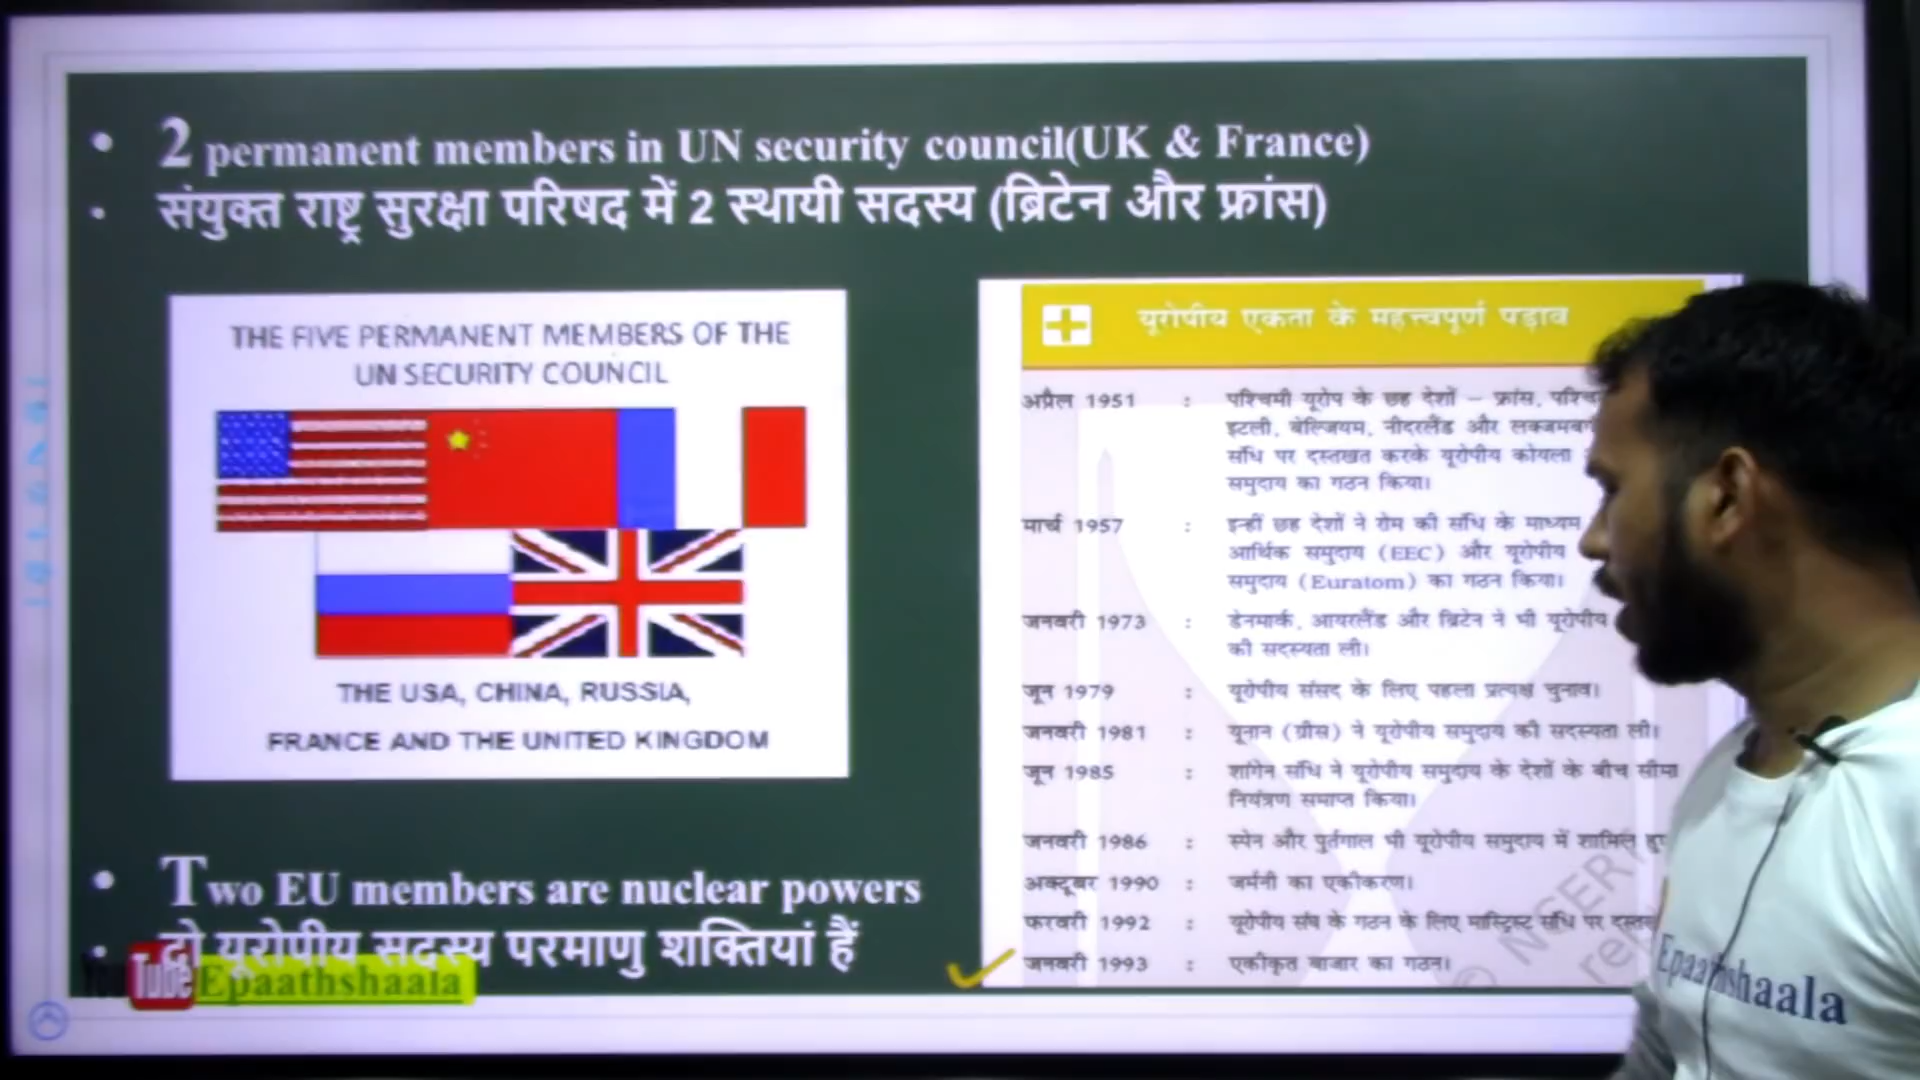 2 permanent members in UN security council(UK & France)
संयुक्त राष्ट्र सुरक्षा परिषद में 2 स्थायी सदस्य (ब्रिटेन और फ्रांस)
THE FIVE PERMANENT MEMBERS OF THE
UN SECURITY COUNCIL
THE USA, CHINA, RUSSIA,
FRANCE AND THE UNITED KINGDOM
Two EU members are nuclear powers
दो यूरोपीय सदस्य परमाणु शक्तियां हैं
YouTube Epaathshaala
यूरोपीय एकता के महत्त्वपूर्ण पड़ाव
अप्रैल 1951 : पश्चिमी यूरोप के छह देशों – फ्रांस,
इटली, बेल्जियम, नीदरलैंड और
संधि पर दस्तखत करके यूरोपीय कोयला
समुदाय का गठन किया।
मार्च 1957 : इन्हीं छह देशों ने रोम की संधि के माध्यम
आर्थिक समुदाय (EEC) और यूरोपीय
समुदाय (Euratom) का गठन किया।
जनवरी 1973 : डेनमार्क, आयरलैंड और ब्रिटेन ने भी यूरोपीय
की सदस्यता ली।
जून 1979 : यूरोपीय संसद के लिए पहला प्रत्यक्ष चुनाव।
जनवरी 1981 : यूनान (ग्रीस) ने यूरोपीय समुदाय की सदस्यता ली।
जून 1985 : शांगेन संधि ने यूरोपीय समुदाय के देशों के बीच सीमा
नियंत्रण समाप्त किया।
जनवरी 1986 : स्पेन और पुर्तगाल भी यूरोपीय समुदाय में शामिल
अक्टूबर 1990 : जर्मनी का एकीकरण।
फरवरी 1992 : यूरोपीय संघ के गठन के लिए मास्ट्रिस्ट संधि पर
जनवरी 1993 : एकीकृत बाजार का गठन।
© NCERT
Epaathshaala